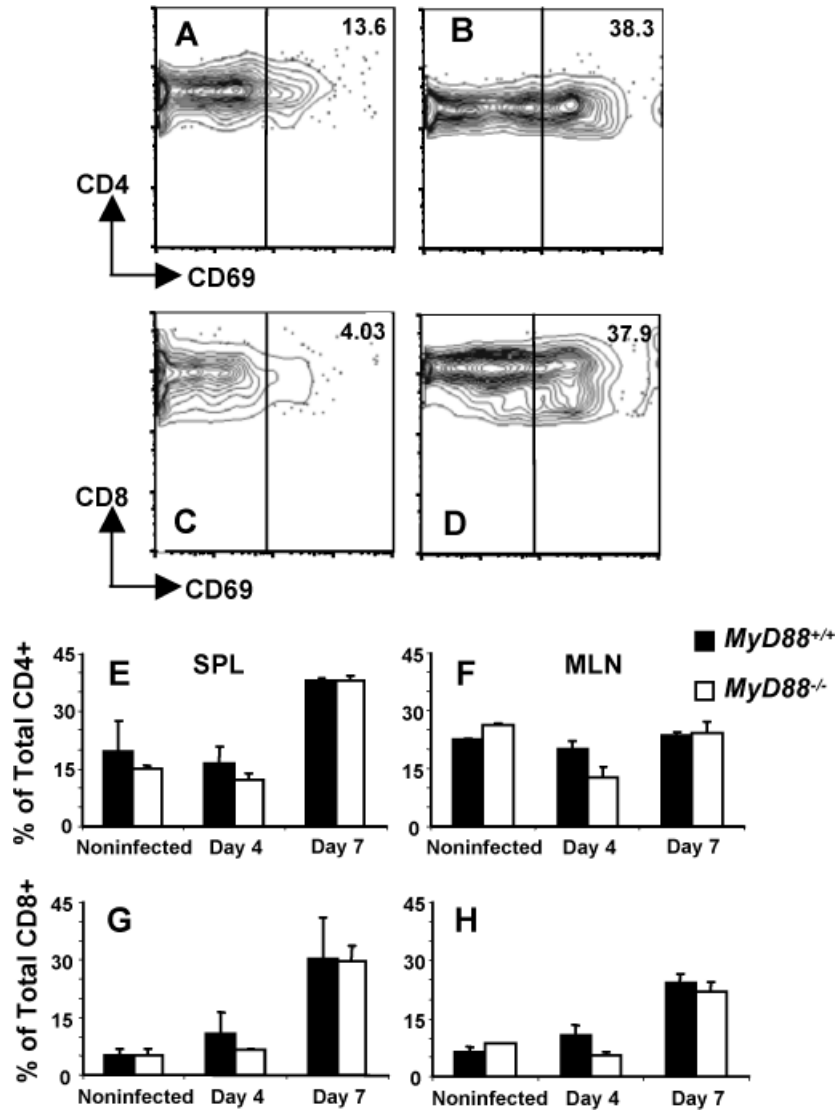 A
13.6
B
38.3
CD4
CD69
4.03
37.9
CD8
C
D
CD69
MyD88+/+
MyD88-/-
E
SPL
F
MLN
% of Total CD4+
45
30
15
0
Noninfected
Day 4
Day 7
45
30
15
0
Noninfected
Day 4
Day 7
G
H
% of Total CD8+
45
30
15
0
Noninfected
Day 4
Day 7
45
30
15
0
Noninfected
Day 4
Day 7